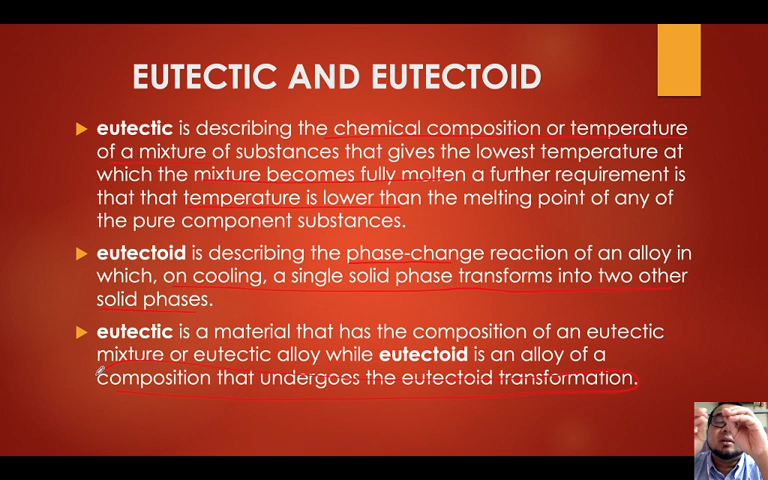 EUTECTIC AND EUTECTOID
eutectic is describing the chemical composition or temperature
of a mixture of substances that gives the lowest temperature at
which the mixture becomes fully molten a further requirement is
that that temperature is lower than the melting point of any of
the pure component substances.
eutectoid is describing the phase-change reaction of an alloy in
which, on cooling, a single solid phase transforms into two other
solid phases.
eutectic is a material that has the composition of an eutectic
mixture or eutectic alloy while eutectoid is an alloy of a
composition that undergoes the eutectoid transformation.